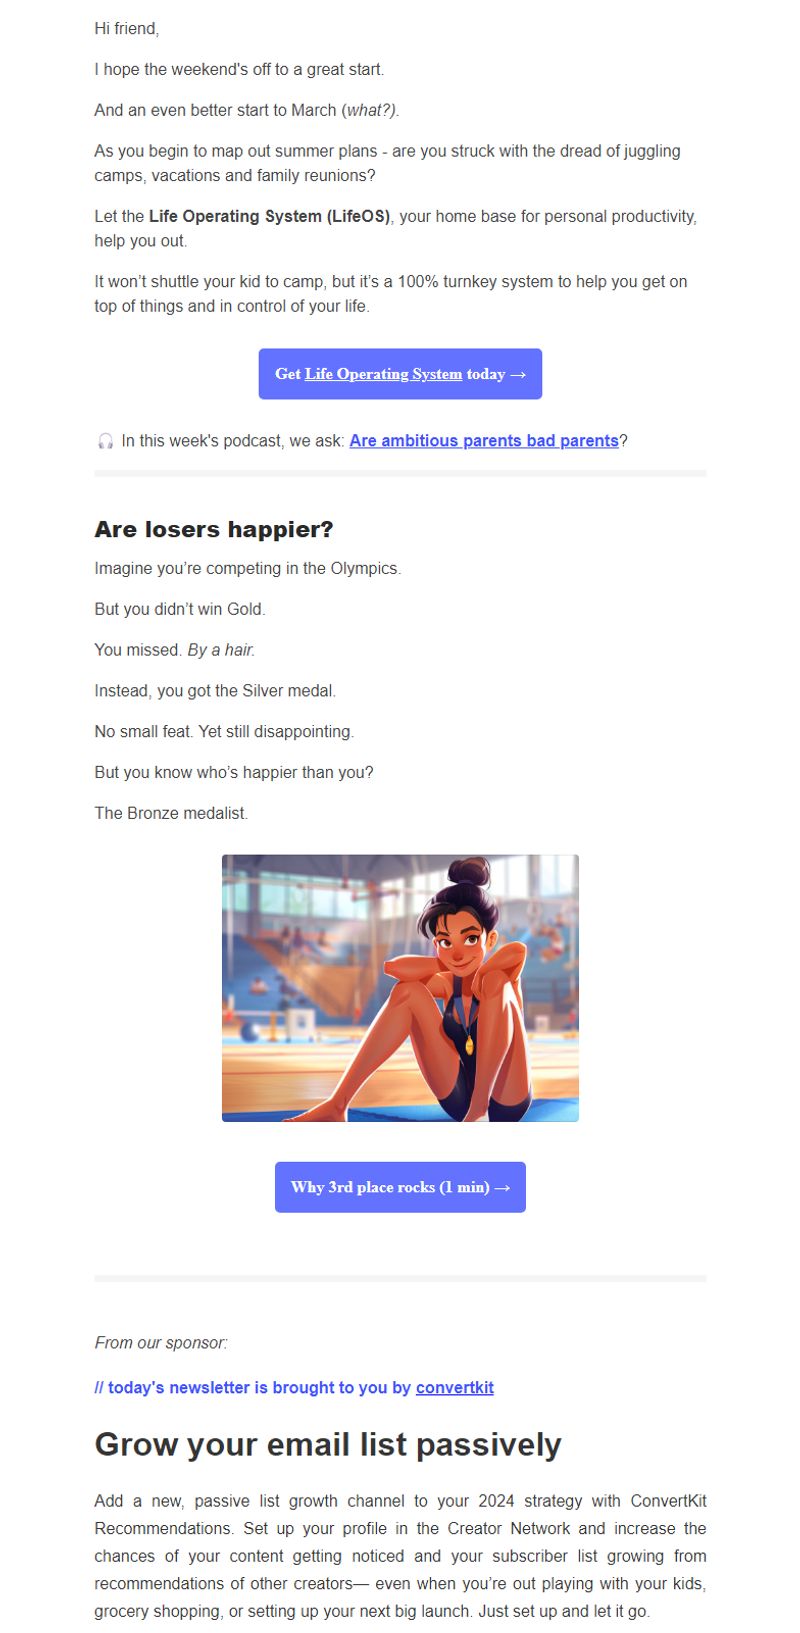 Hi friend,
I hope the weekend's off to a great start.
And an even better start to March (what?).
As you begin to map out summer plans - are you struck with the dread of juggling
camps, vacations and family reunions?
Let the Life Operating System (LifeOS), your home base for personal productivity,
help you out.
It won’t shuttle your kid to camp, but it’s a 100% turnkey system to help you get on
top of things and in control of your life.
Get Life Operating System today →
🎧 In this week's podcast, we ask: Are ambitious parents bad parents?
Are losers happier?
Imagine you’re competing in the Olympics.
But you didn’t win Gold.
You missed. By a hair.
Instead, you got the Silver medal.
No small feat. Yet still disappointing.
But you know who’s happier than you?
The Bronze medalist.
Why 3rd place rocks (1 min) →
From our sponsor:
// today's newsletter is brought to you by convertkit
Grow your email list passively
Add a new, passive list growth channel to your 2024 strategy with ConvertKit
Recommendations. Set up your profile in the Creator Network and increase the
chances of your content getting noticed and your subscriber list growing from
recommendations of other creators— even when you’re out playing with your kids,
grocery shopping, or setting up your next big launch. Just set up and let it go.